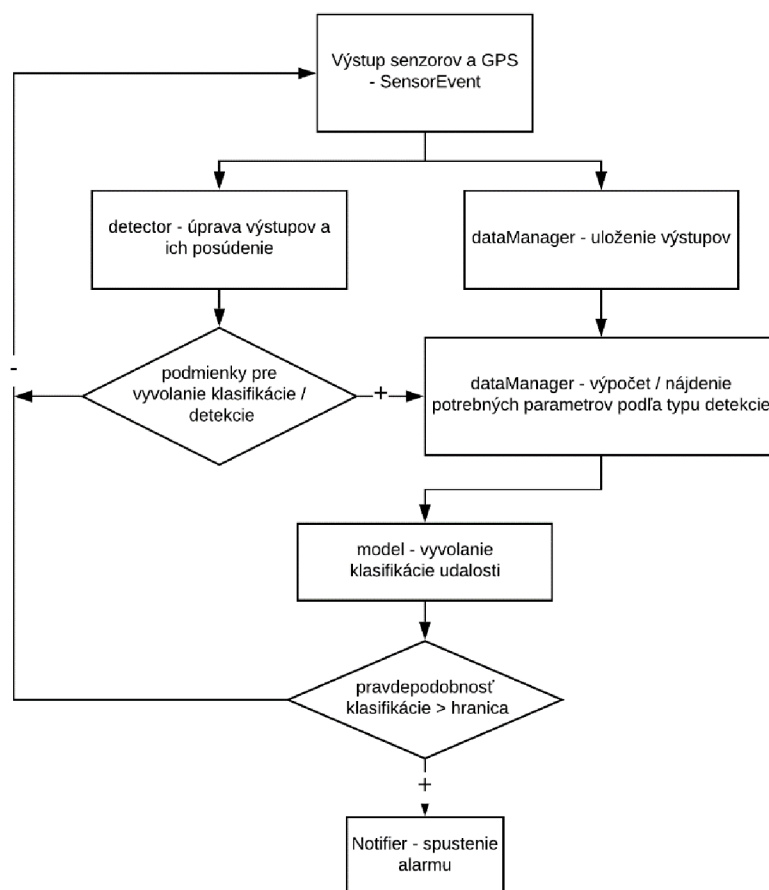 Výstup senzorov a GPS
- SensorEvent
detector - úprava výstupov a
ich posúdenie
dataManager - uloženie výstupov
-
podmienky pre
vyvolanie klasifikácie /
detekcie
+
dataManager - výpočet / nájdenie
potrebných parametrov podľa typu detekcie
model - vyvolanie
klasifikácie udalosti
pravdepodobnosť
klasifikácie > hranica
+
Notifier - spustenie
alarmu